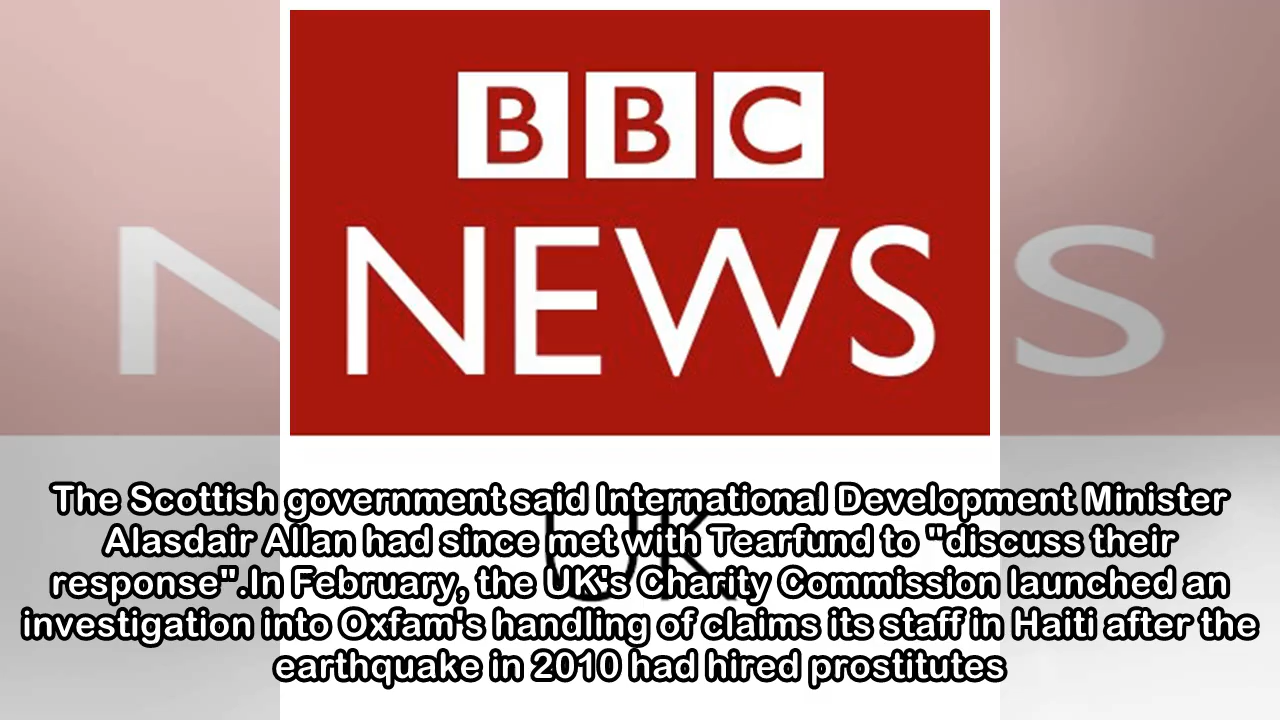 BBC
NEWS
N
S
UK
The Scottish government said International Development Minister
Alasdair Allan had since met with Tearfund to "discuss their
response".In February, the UK's Charity Commission launched an
investigation into Oxfam's handling of claims its staff in Haiti after the
earthquake in 2010 had hired prostitutes